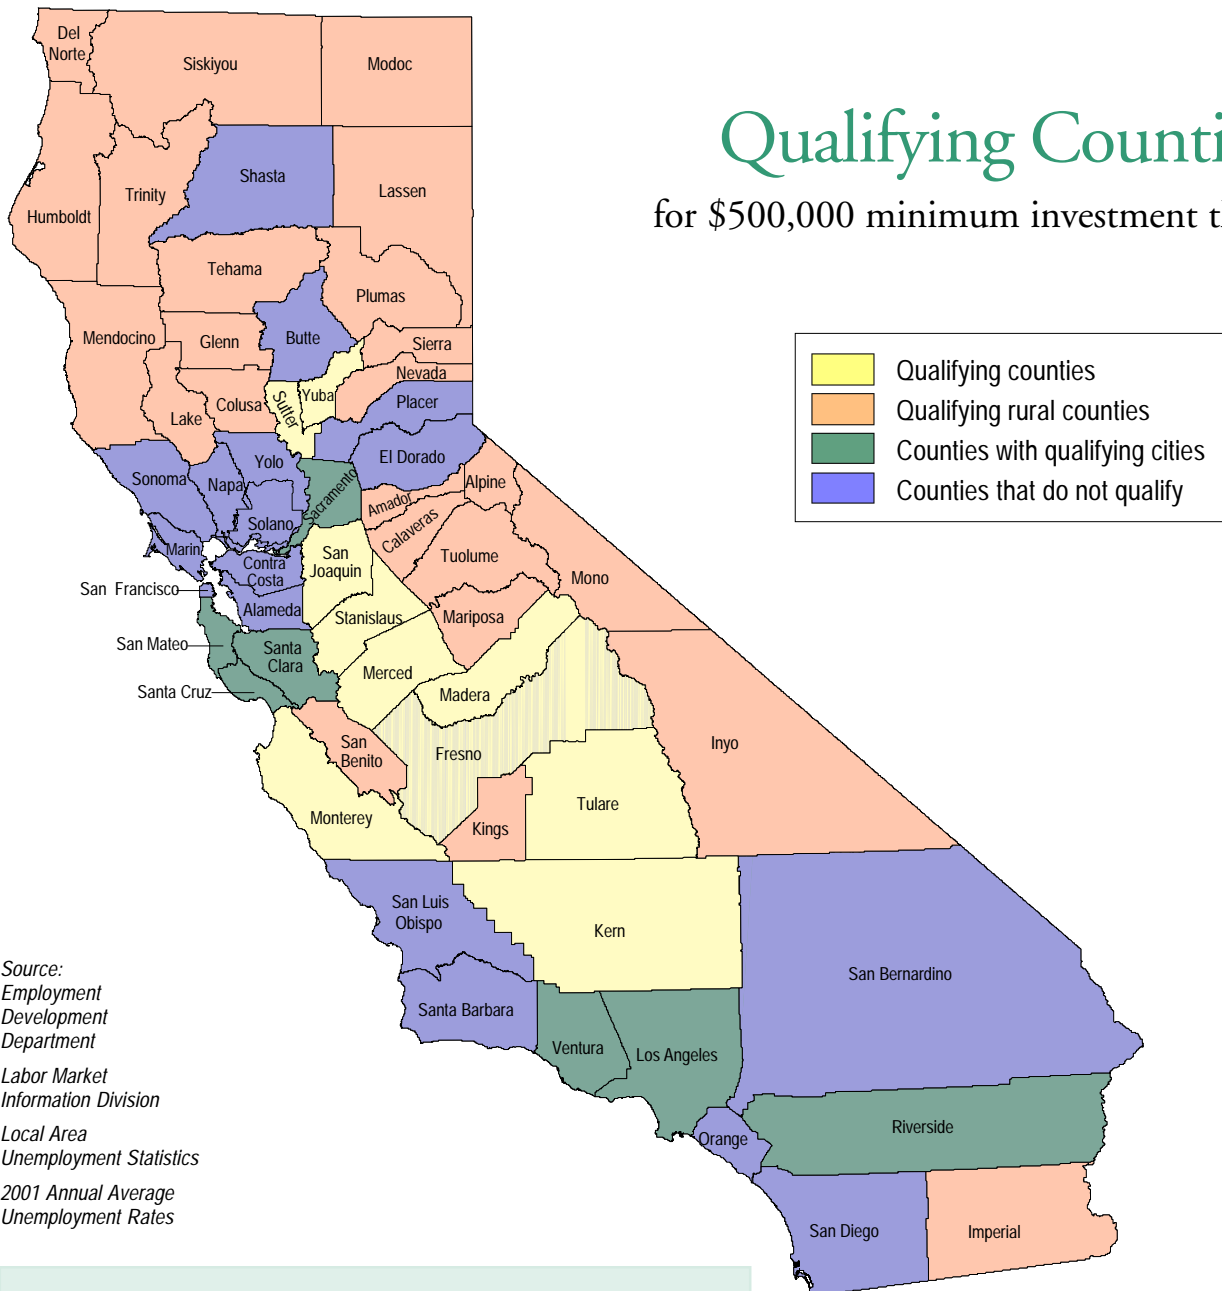 Qualifying Counti
for $500,000 minimum investment t
Qualifying counties
Qualifying rural counties
Counties with qualifying cities
Counties that do not qualify
Del
Norte
Siskiyou
Modoc
Shasta
Lassen
Trinity
Humboldt
Tehama
Plumas
Mendocino
Glenn
Butte
Sierra
Nevada
Colusa
Sutter
Yuba
Placer
Lake
Yolo
El Dorado
Sonoma
Napa
Sacramento
Alpine
Amador
Solano
Calaveras
Marin
San
Joaquin
Tuolume
Contra
Costa
Mono
San Francisco
Alameda
Stanislaus
Mariposa
San Mateo
Santa
Clara
Merced
Santa Cruz
Madera
San
Benito
Fresno
Inyo
Monterey
Kings
Tulare
San Luis
Obispo
Kern
San Bernardino
Santa Barbara
Ventura
Los Angeles
Riverside
Orange
San Diego
Imperial
Source:
Employment
Development
Department
Labor Market
Information Division
Local Area
Unemployment Statistics
2001 Annual Average
Unemployment Rates